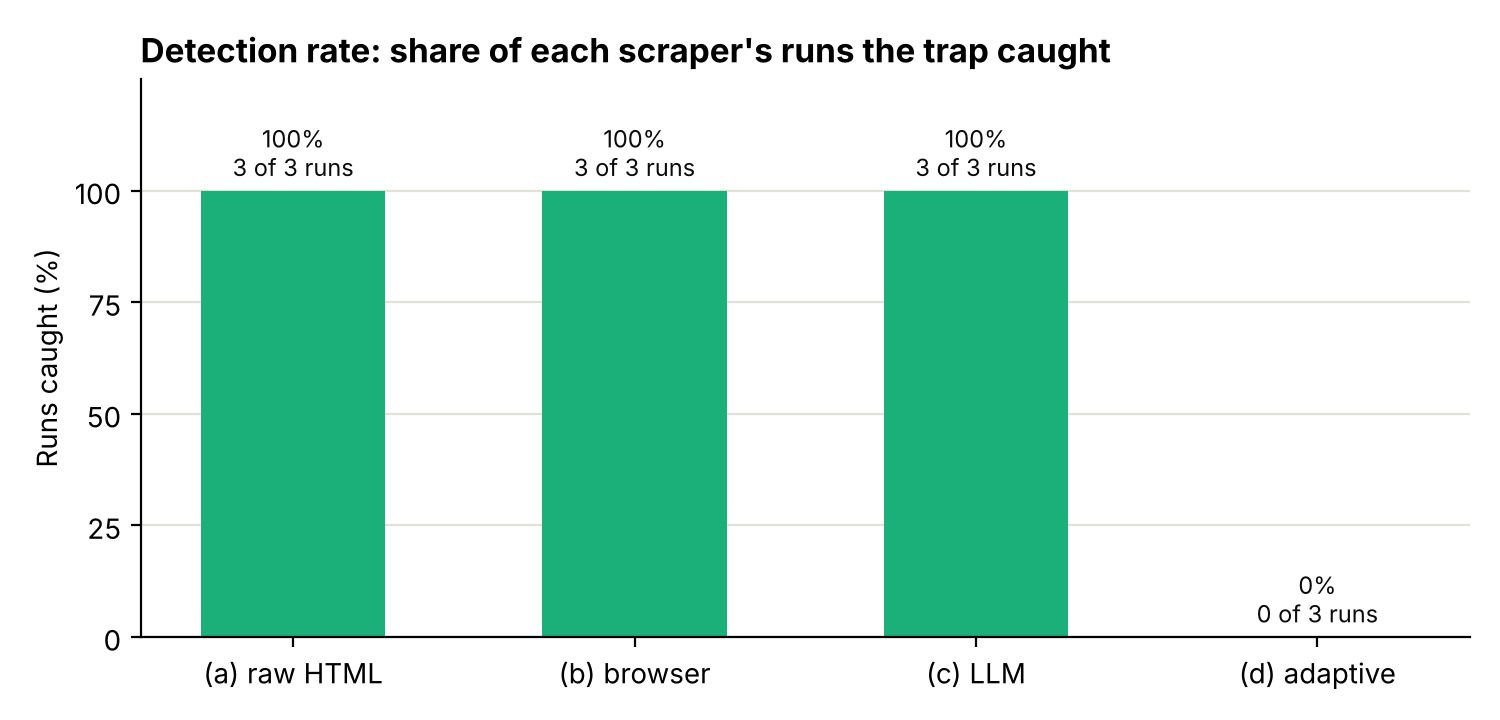 Detection rate: share of each scraper's runs the trap caught
100%
3 of 3 runs
100%
3 of 3 runs
100%
3 of 3 runs
0%
0 of 3 runs
100
75
50
25
0
Runs caught (%)
(a) raw HTML
(b) browser
(c) LLM
(d) adaptive